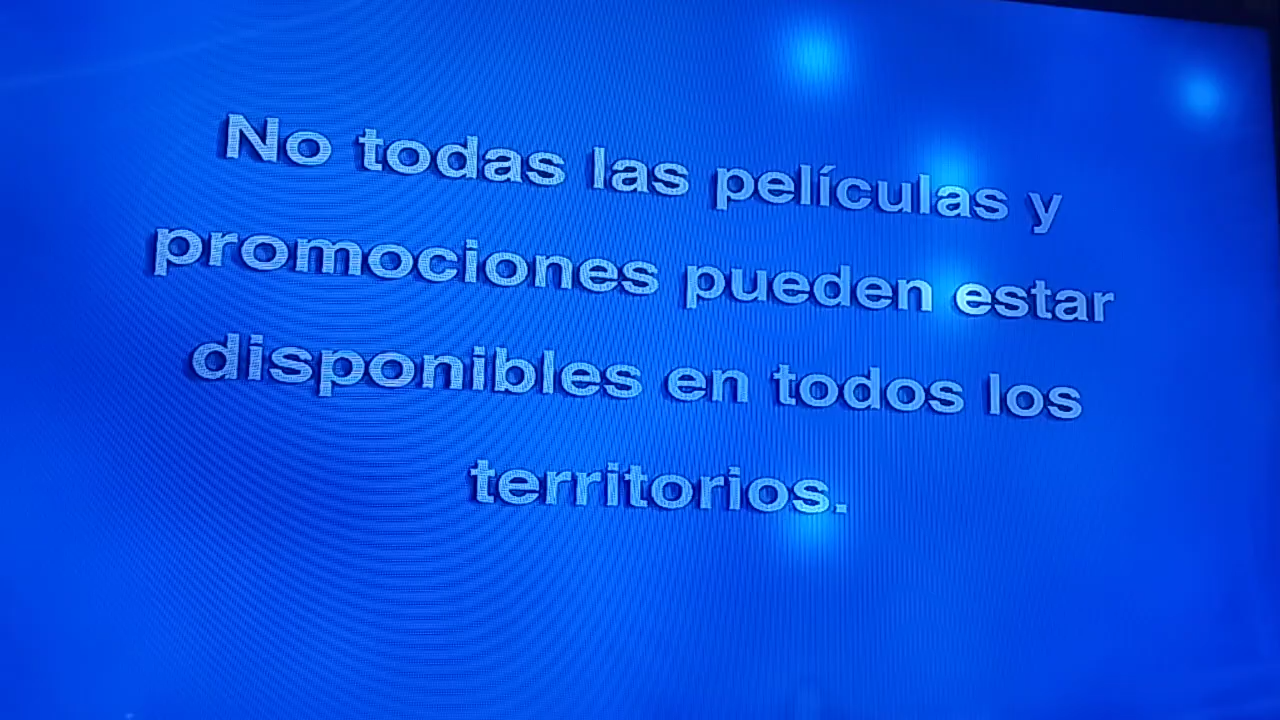 No todas las películas y
promociones pueden estar
disponibles en todos los
territorios.